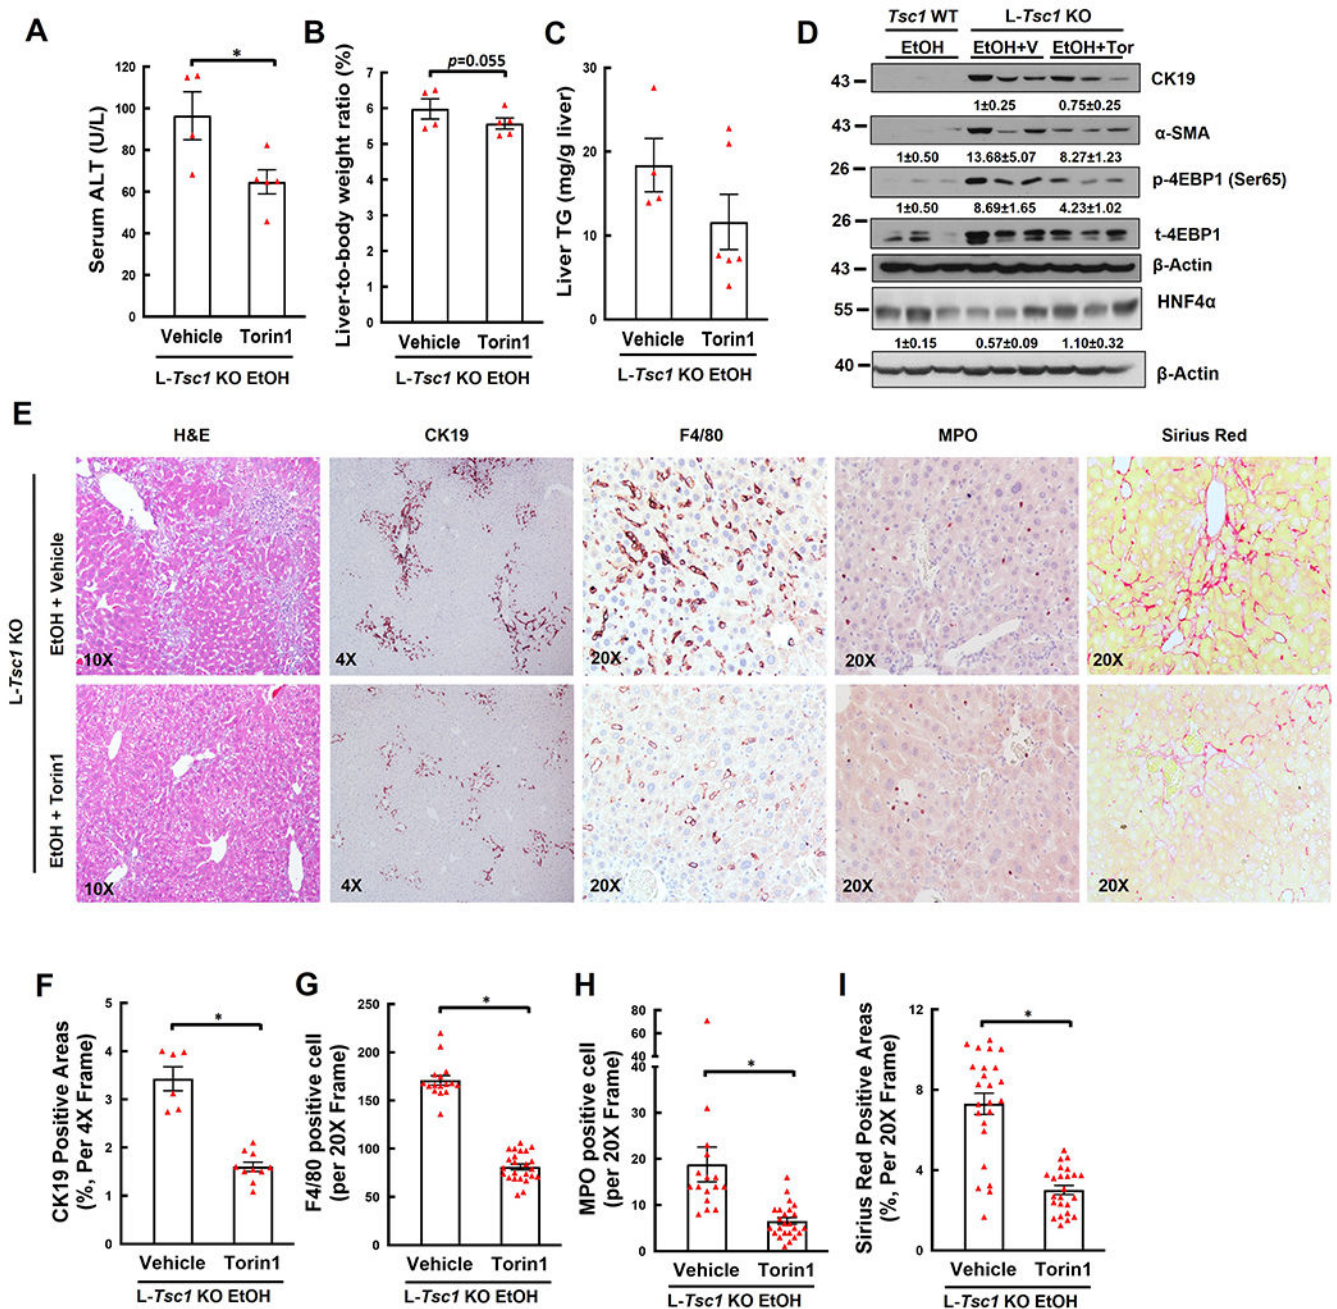 A
Serum ALT (U/L)
120
100
80
60
40
20
0
*
Vehicle Torin1
L-Tsc1 KO EtOH
B
Liver-to-body weight ratio (%)
7
6
5
4
3
2
1
0
p=0.055
Vehicle Torin1
L-Tsc1 KO EtOH
C
Liver TG (mg/g liver)
30
20
10
0
Vehicle Torin1
L-Tsc1 KO EtOH
D
Tsc1 WT L-Tsc1 KO
EtOH EtOH+V EtOH+Tor
43 CK19
1±0.25 0.75±0.25
43 α-SMA
1±0.50 13.68±5.07 8.27±1.23
26 p-4EBP1 (Ser65)
1±0.50 8.69±1.65 4.23±1.02
26 t-4EBP1
43 β-Actin
55 HNF4α
1±0.15 0.57±0.09 1.10±0.32
40 β-Actin
E
H&E CK19 F4/80 MPO Sirius Red
L-Tsc1 KO
EtOH + Vehicle
10X 4X 20X 20X 20X
EtOH + Torin1
10X 4X 20X 20X 20X
F
CK19 Positive Areas
(%, Per 4X Frame)
5
4
3
2
1
0
*
Vehicle Torin1
L-Tsc1 KO EtOH
G
F4/80 positive cell
(per 20X Frame)
250
200
150
100
50
0
*
Vehicle Torin1
L-Tsc1 KO EtOH
H
MPO positive cell
(per 20X Frame)
80
60
40
40
30
20
10
0
*
Vehicle Torin1
L-Tsc1 KO EtOH
I
Sirius Red Positive Areas
(%, Per 20X Frame)
12
8
4
0
*
Vehicle Torin1
L-Tsc1 KO EtOH